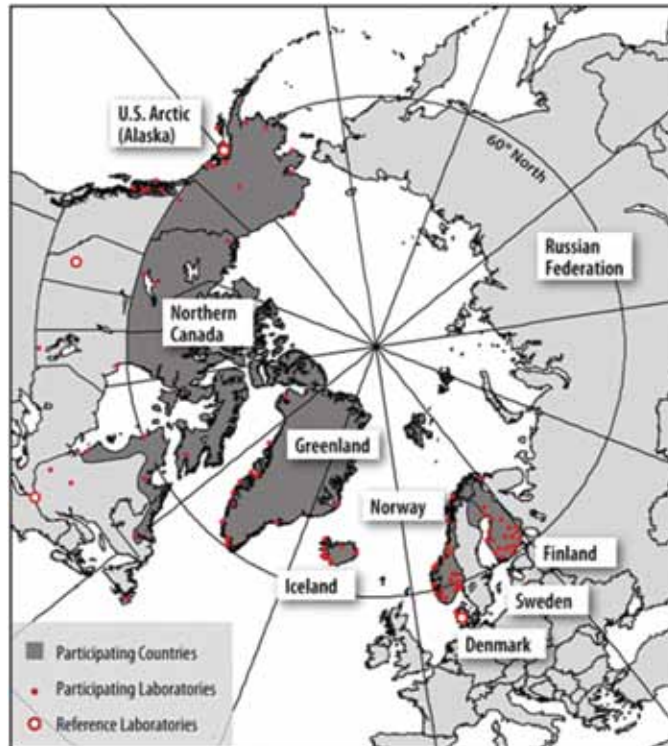 U.S. Arctic
(Alaska)
60° North
Russian
Federation
Northern
Canada
Greenland
Norway
Finland
Iceland
Sweden
Denmark
Participating Countries
Participating Laboratories
Reference Laboratories